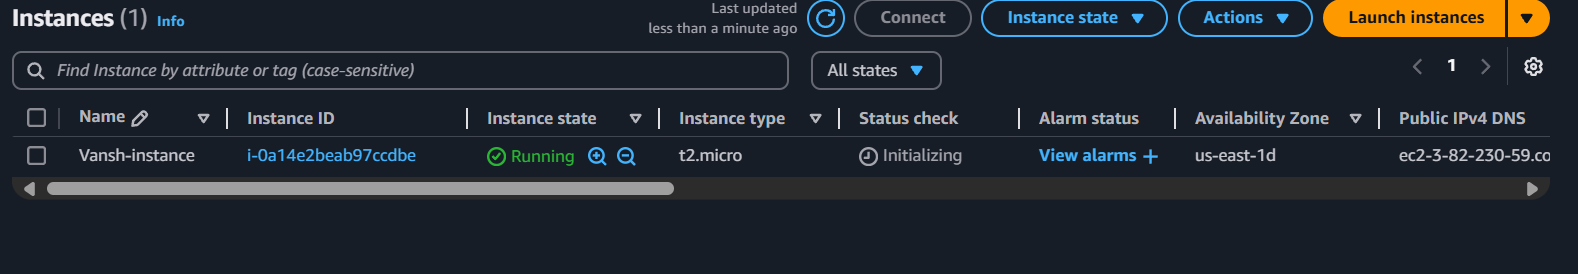 Instances (1) Info
Last updated
less than a minute ago
Connect
Instance state
Actions
Launch instances
Find Instance by attribute or tag (case-sensitive)
All states
1
Name Instance ID Instance state Instance type Status check Alarm status Availability Zone Public IPv4 DNS
Vansh-instance i-0a14e2beab97ccdbe Running t2.micro Initializing View alarms + us-east-1d ec2-3-82-230-59.co